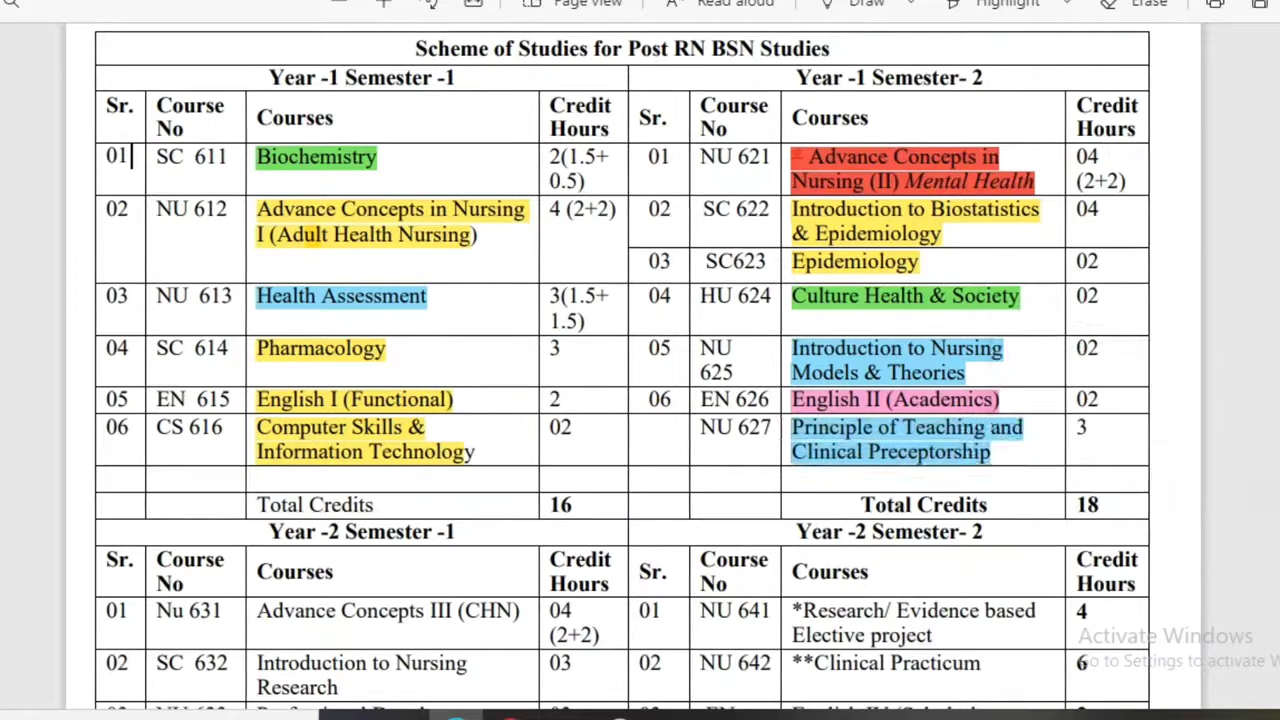 Page view
Read aloud
Draw
Highlight
Erase
Scheme of Studies for Post RN BSN Studies
Year -1 Semester -1
Year -1 Semester- 2
Sr. Course No Courses Credit Hours
Sr. Course No Courses Credit Hours
01 SC 611 Biochemistry 2(1.5+
0.5)
01 NU 621 Advance Concepts in
Nursing (II) Mental Health
04
(2+2)
02 NU 612 Advance Concepts in Nursing
I (Adult Health Nursing)
4 (2+2)
02 SC 622 Introduction to Biostatistics
& Epidemiology
04
03 SC623 Epidemiology 02
03 NU 613 Health Assessment 3(1.5+
1.5)
04 HU 624 Culture Health & Society 02
04 SC 614 Pharmacology 3
05 NU
625
Introduction to Nursing
Models & Theories
02
05 EN 615 English I (Functional) 2
06 EN 626 English II (Academics) 02
06 CS 616 Computer Skills &
Information Technology
02
NU 627 Principle of Teaching and
Clinical Preceptorship
3
Total Credits 16
Total Credits 18
Year -2 Semester -1
Year -2 Semester- 2
Sr. Course No Courses Credit Hours
Sr. Course No Courses Credit Hours
01 Nu 631 Advance Concepts III (CHN) 04
(2+2)
01 NU 641 *Research/ Evidence based
Elective project
4
02 SC 632 Introduction to Nursing
Research
03
02 NU 642 **Clinical Practicum 6
Activate Windows
Go to Settings to activate W